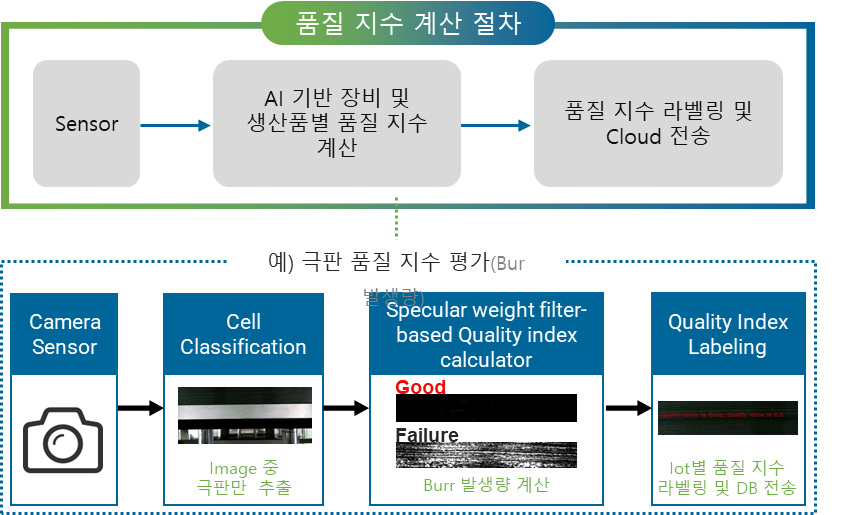 품질 지수 계산 절차
Sensor
AI 기반 장비 및
생산품별 품질 지수
계산
품질 지수 라벨링 및
Cloud 전송
예) 극판 품질 지수 평가(Bur
발생량)
Camera
Sensor
Cell
Classification
Specular weight filter-
based Quality index
calculator
Quality Index
Labeling
Good
Failure
Image 중
극판만 추출
Burr 발생량 계산
lot별 품질 지수
라벨링 및 DB 전송